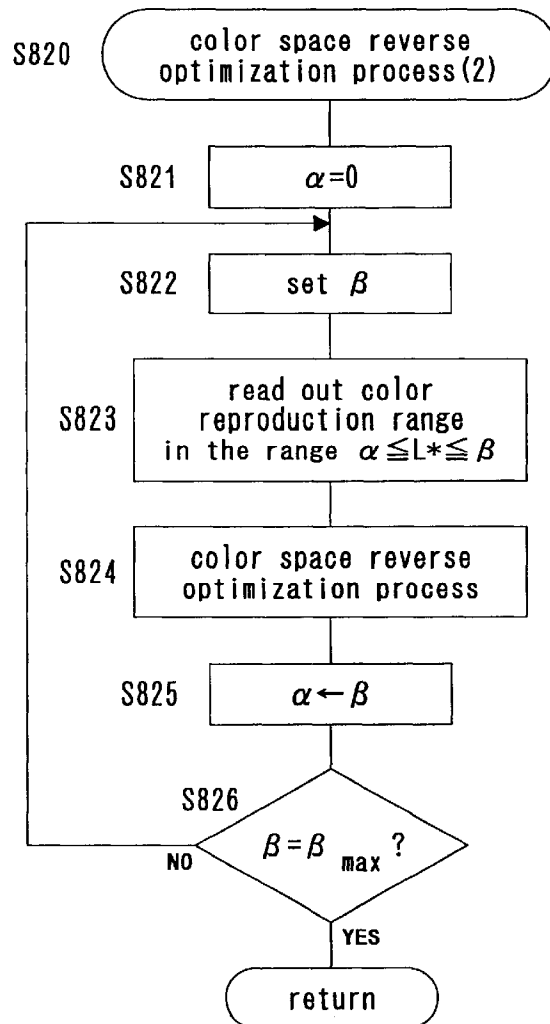 S820
color space reverse
optimization process(2)
S821
α=0
S822
set β
S823
read out color
reproduction range
in the range α≦L*≦β
S824
color space reverse
optimization process
S825
α←β
S826
β=β max ?
NO
YES
return